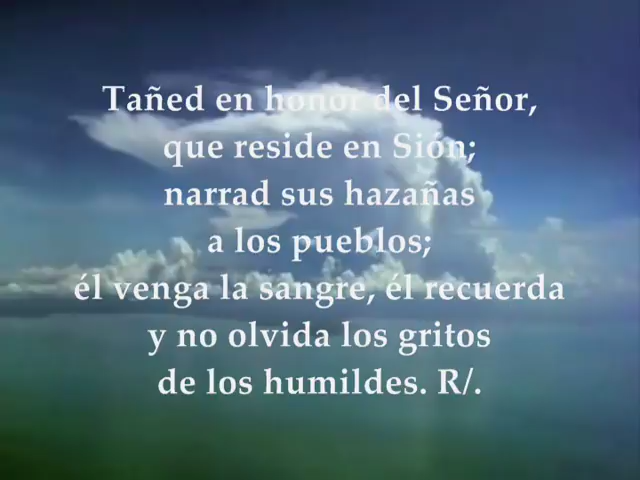 Tañed en honor del Señor,
que reside en Sión;
narrad sus hazañas
a los pueblos;
él venga la sangre, él recuerda
y no olvida los gritos
de los humildes. R/.